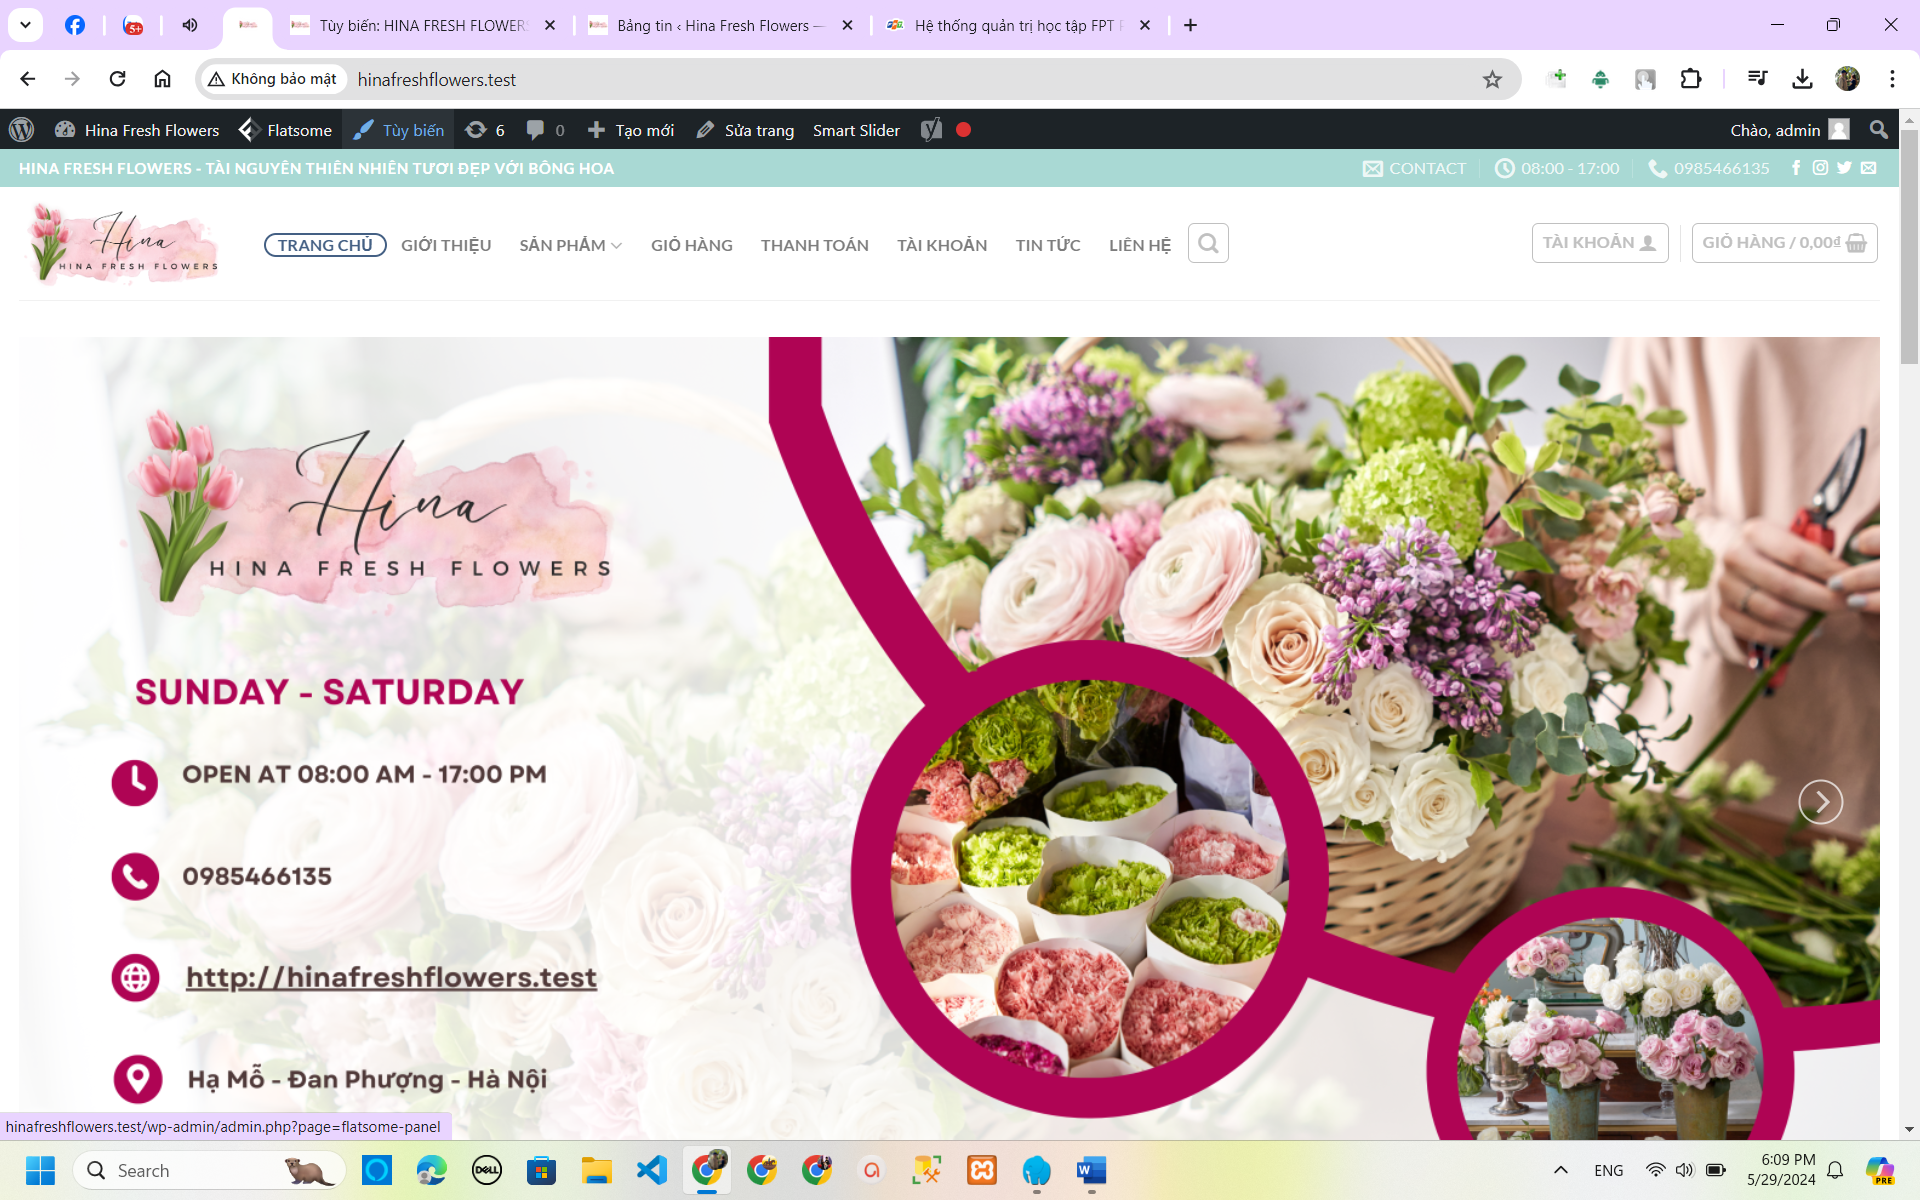 5+
Tùy biến: HINA FRESH FLOWERS
Bảng tin ‹ Hina Fresh Flowers —
Hệ thống quản trị học tập FPT
Không bảo mật
hinafreshflowers.test
Hina Fresh Flowers
Flatsome
Tùy biến
6
0
Tạo mới
Sửa trang
Smart Slider
Chào, admin
HINA FRESH FLOWERS - TÀI NGUYÊN THIÊN NHIÊN TƯƠI ĐẸP VỚI BÔNG HOA
CONTACT
08:00 - 17:00
0985466135
Hina
HINA FRESH FLOWERS
TRANG CHỦ
GIỚI THIỆU
SẢN PHẨM
GIỎ HÀNG
THANH TOÁN
TÀI KHOẢN
TIN TỨC
LIÊN HỆ
TÀI KHOẢN
GIỎ HÀNG / 0,00₫
Hina
HINA FRESH FLOWERS
SUNDAY - SATURDAY
OPEN AT 08:00 AM - 17:00 PM
0985466135
http://hinafreshflowers.test
Hạ Mỗ - Đan Phượng - Hà Nội
hinafreshflowers.test/wp-admin/admin.php?page=flatsome-panel
Search
DELL
W
PRE
ENG
6:09 PM
5/29/2024